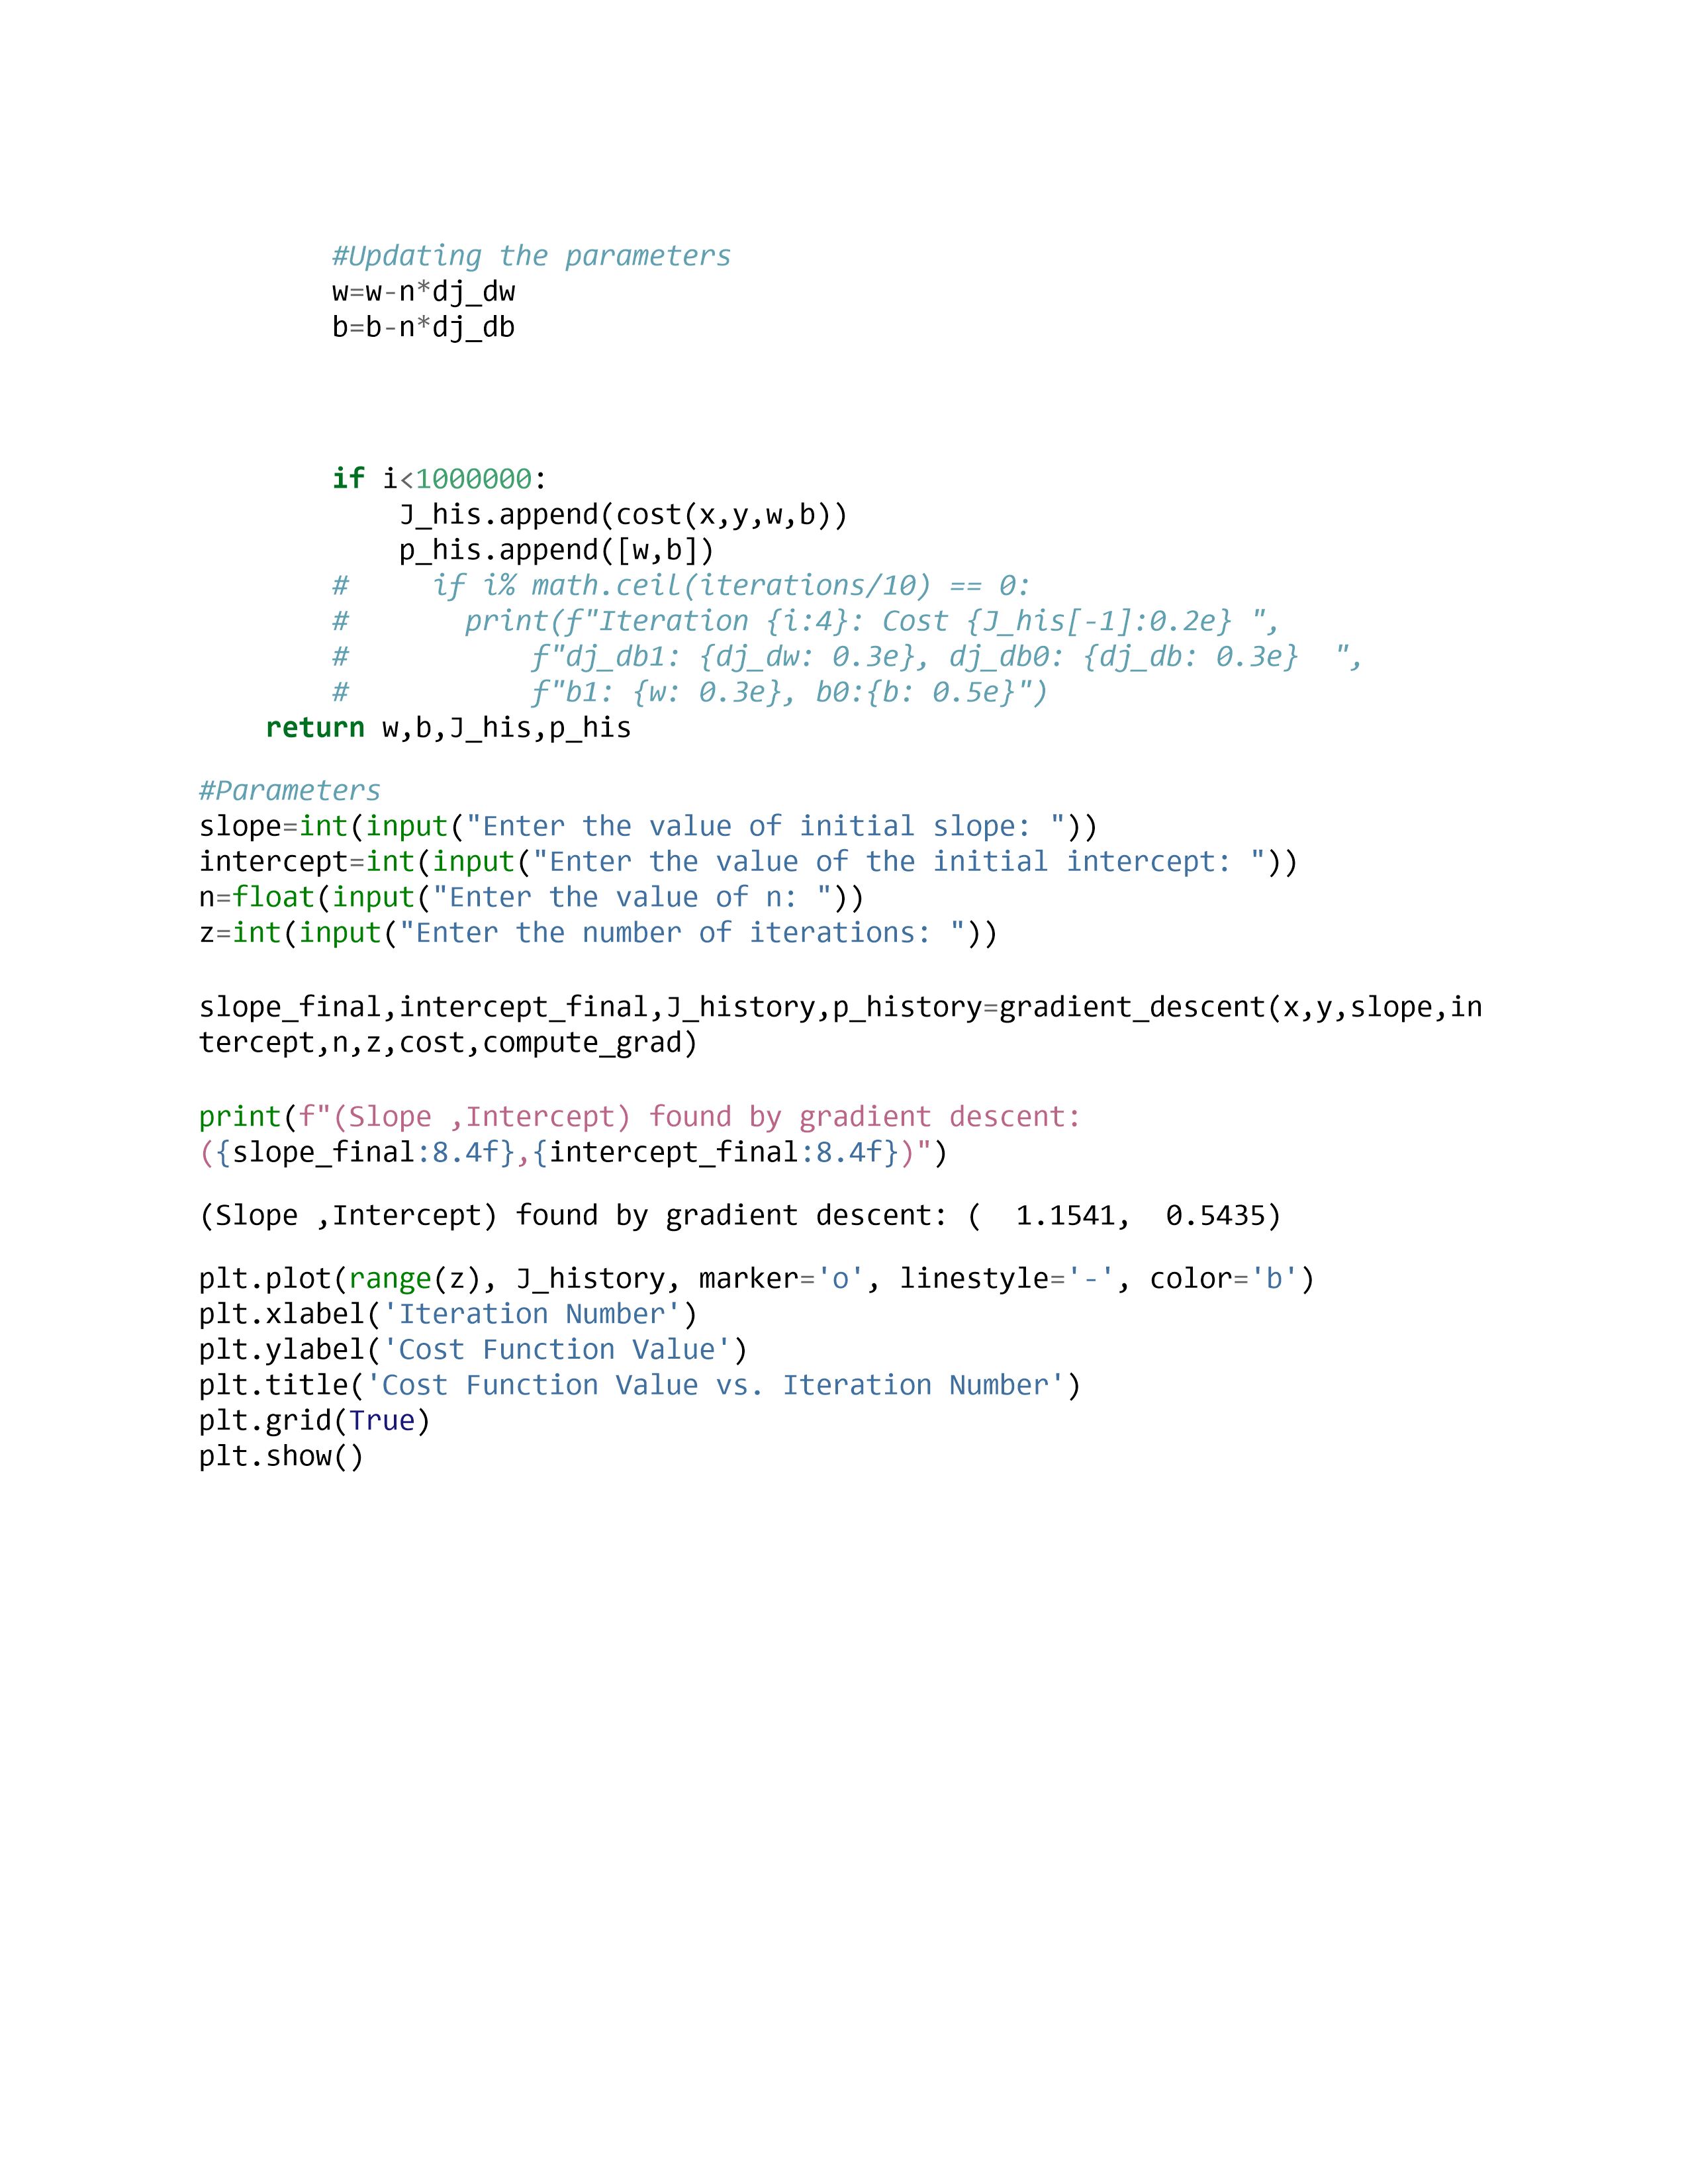 #Updating the parameters
w=w-n*dj_dw
b=b-n*dj_db
if i<1000000:
J_his.append(cost(x,y,w,b))
p_his.append([w,b])
#     if i% math.ceil(iterations/10) == 0:
#       print(f"Iteration {i:4}: Cost {J_his[-1]:0.2e} ",
#           f"dj_db1: {dj_dw: 0.3e}, dj_db0: {dj_db: 0.3e}  ",
#           f"b1: {w: 0.3e}, b0:{b: 0.5e}")
return w,b,J_his,p_his
#Parameters
slope=int(input("Enter the value of initial slope: "))
intercept=int(input("Enter the value of the initial intercept: "))
n=float(input("Enter the value of n: "))
z=int(input("Enter the number of iterations: "))
slope_final,intercept_final,J_history,p_history=gradient_descent(x,y,slope,in
tercept,n,z,cost,compute_grad)
print(f"(Slope ,Intercept) found by gradient descent:
({slope_final:8.4f},{intercept_final:8.4f})")
(Slope ,Intercept) found by gradient descent: (  1.1541,  0.5435)
plt.plot(range(z), J_history, marker='o', linestyle='-', color='b')
plt.xlabel('Iteration Number')
plt.ylabel('Cost Function Value')
plt.title('Cost Function Value vs. Iteration Number')
plt.grid(True)
plt.show()